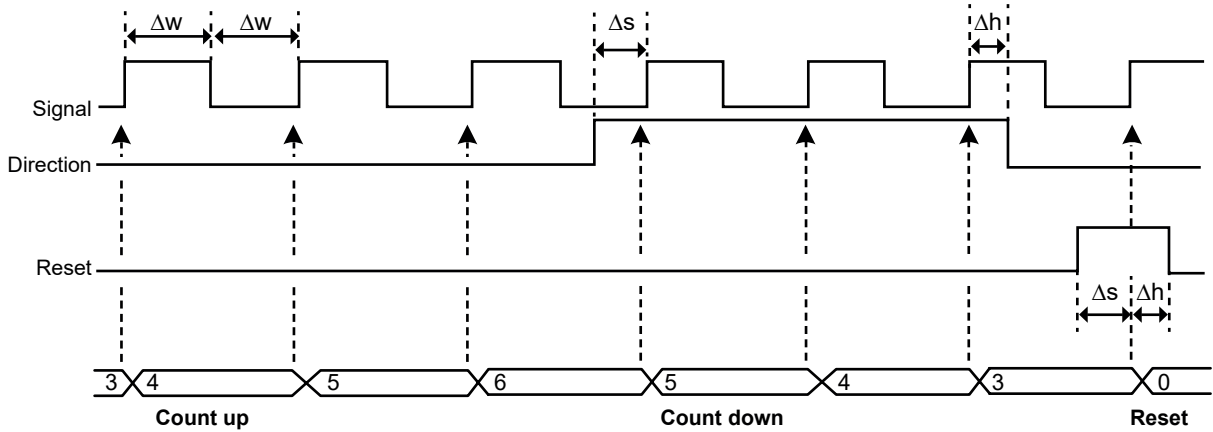 Δw Δw Δs Δh
Signal
Direction
Reset
Δs Δh
3 4 5 6 5 4 3 0
Count up Count down Reset